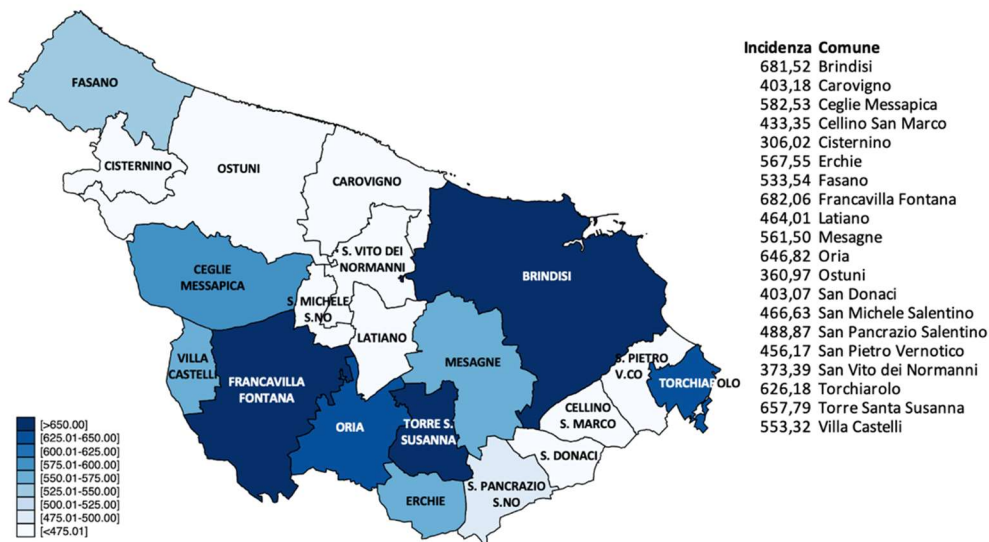 FASANO
CISTERNINO
OSTUNI
CAROVIGNO
S. VITO DEI
NORMANNI
CEGLIE
MESSAPICA
S. MICHELE
S.NO
BRINDISI
LATIANO
VILLA
CASTELLI
FRANCAVILLA
FONTANA
MESAGNE
S. PIETRO
V.CO
TORCHIAROLO
CELLINO
S. MARCO
ORIA
TORRE S.
SUSANNA
S. DONACI
S. PANCRAZIO
S.NO
ERCHIE
[>650.00]
[625.01-650.00]
[600.01-625.00]
[575.01-600.00]
[550.01-575.00]
[525.01-550.00]
[500.01-525.00]
[475.01-500.00]
[<475.01]
Incidenza Comune
681,52 Brindisi
403,18 Carovigno
582,53 Ceglie Messapica
433,35 Cellino San Marco
306,02 Cisternino
567,55 Erchie
533,54 Fasano
682,06 Francavilla Fontana
464,01 Latiano
561,50 Mesagne
646,82 Oria
360,97 Ostuni
403,07 San Donaci
466,63 San Michele Salentino
488,87 San Pancrazio Salentino
456,17 San Pietro Vernotico
373,39 San Vito dei Normanni
626,18 Torchiarolo
657,79 Torre Santa Susanna
553,32 Villa Castelli